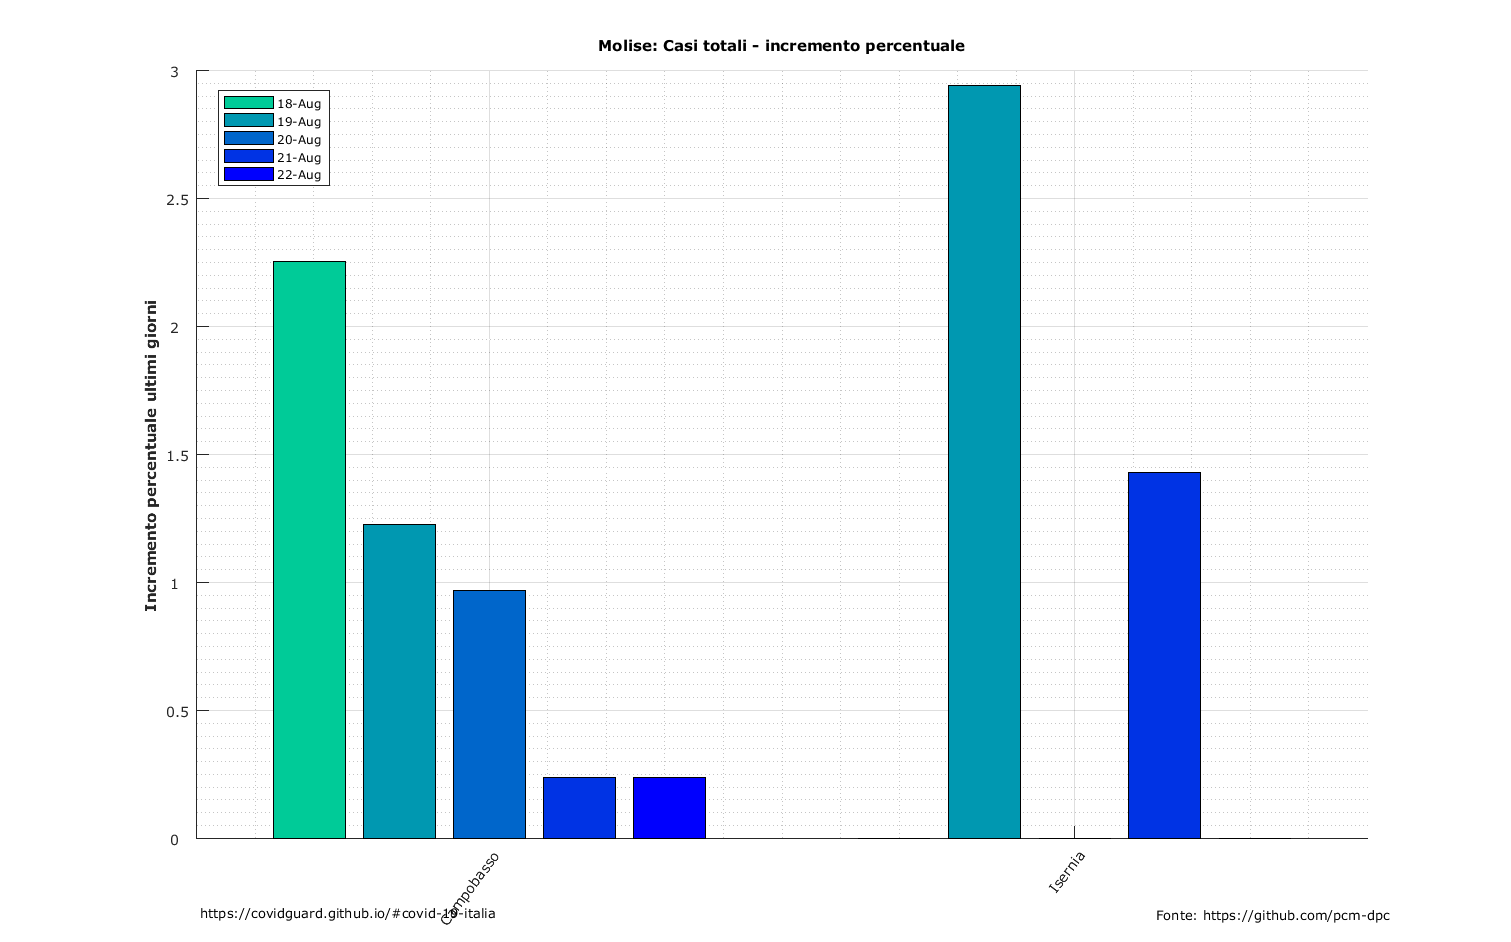 Molise: Casi totali - incremento percentuale
3
2.5
2
1.5
1
0.5
0
Incremento percentuale ultimi giorni
18-Aug
19-Aug
20-Aug
21-Aug
22-Aug
Campobasso
Isernia
https://covidguard.github.io/#covid-19-italia
Fonte: https://github.com/pcm-dpc